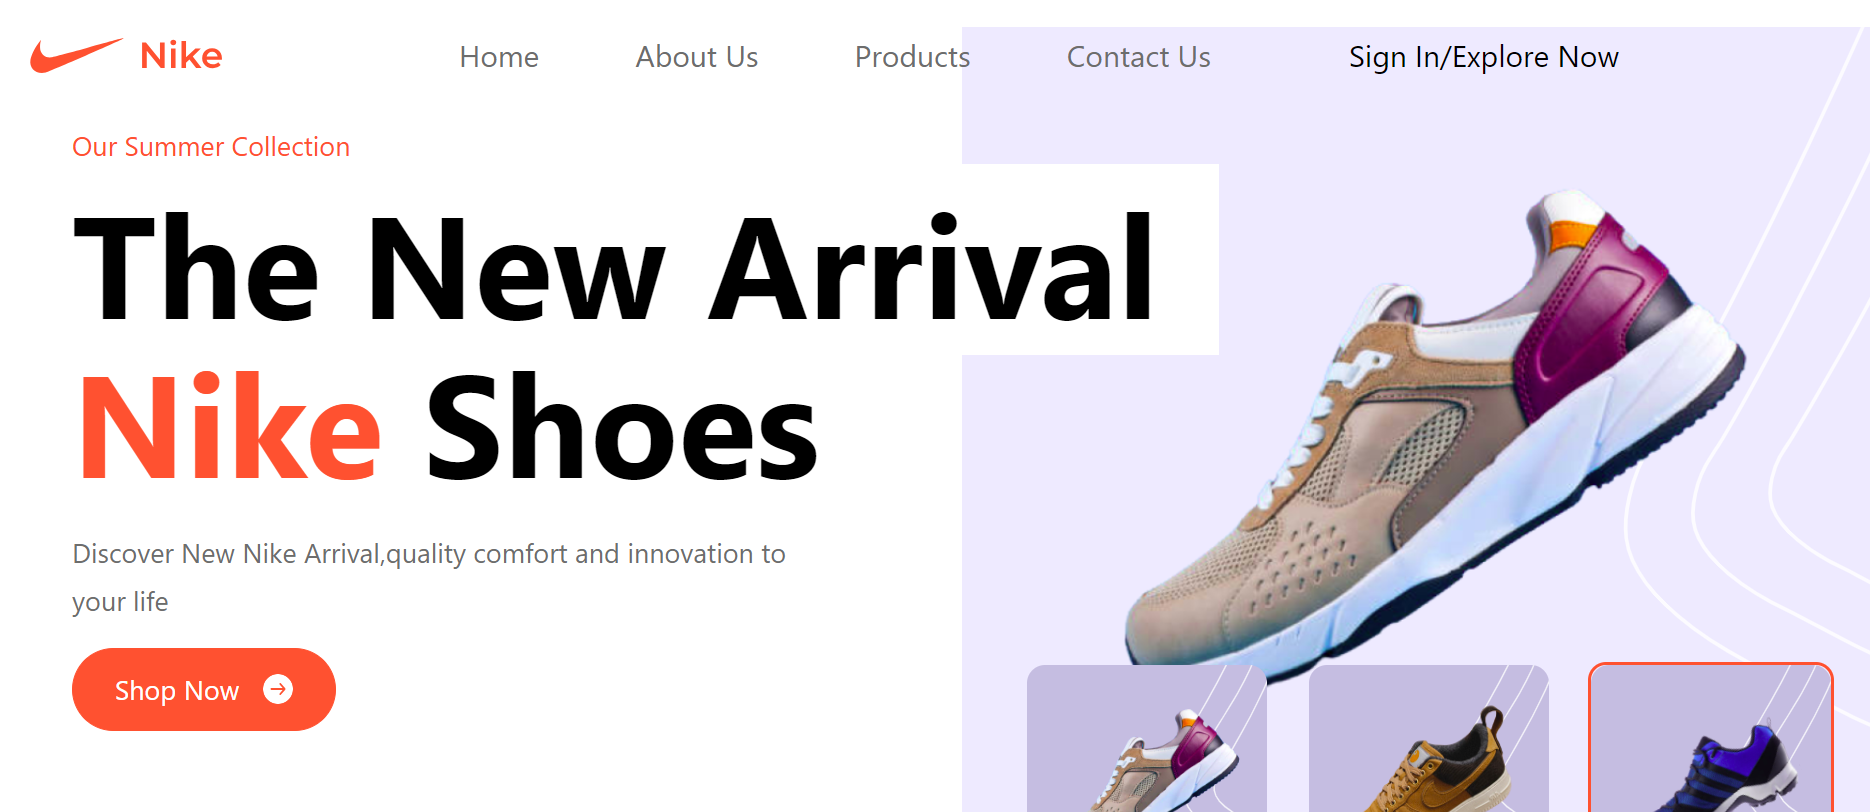 Nike
Home About Us Products Contact Us Sign In/Explore Now
Our Summer Collection
The New Arrival
Nike Shoes
Discover New Nike Arrival,quality comfort and innovation to
your life
Shop Now